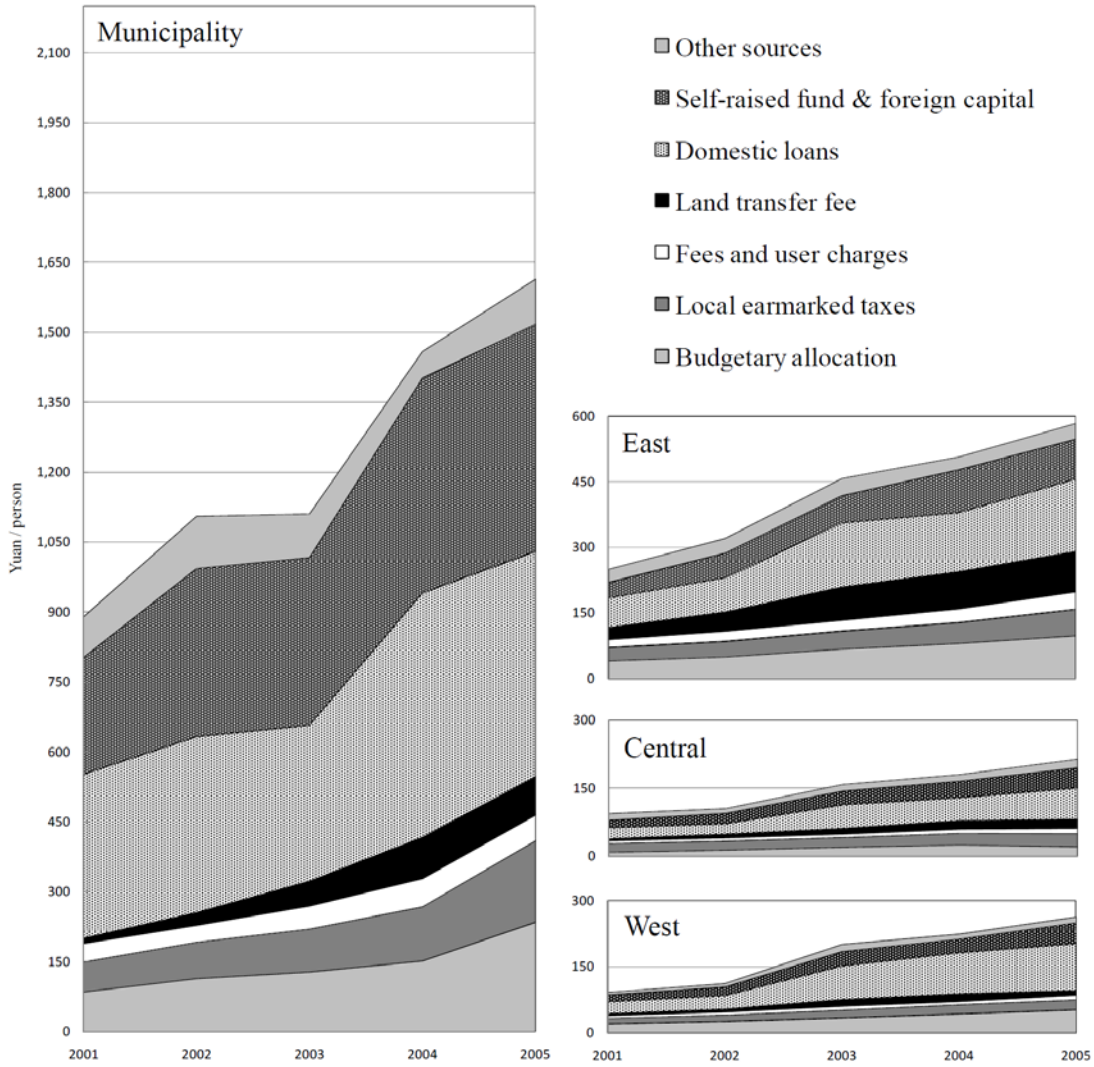 Municipality
2,100
1,950
1,800
1,650
1,500
1,350
1,200
1,050
900
750
600
450
300
150
0
Yuan / person
2001 2002 2003 2004 2005
Other sources
Self-raised fund & foreign capital
Domestic loans
Land transfer fee
Fees and user charges
Local earmarked taxes
Budgetary allocation
East
600
450
300
150
0
Central
300
150
0
West
300
150
0
2001 2002 2003 2004 2005